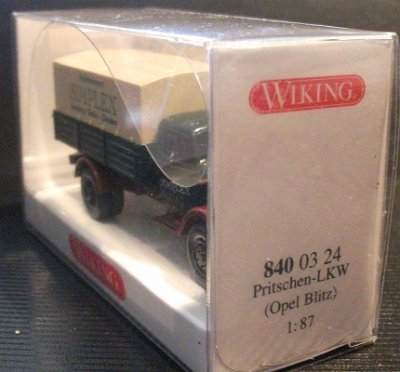 SIMPLEX
WIKING
WIKING
840 03 24
Pritschen-LKW
(Opel Blitz)
1:87